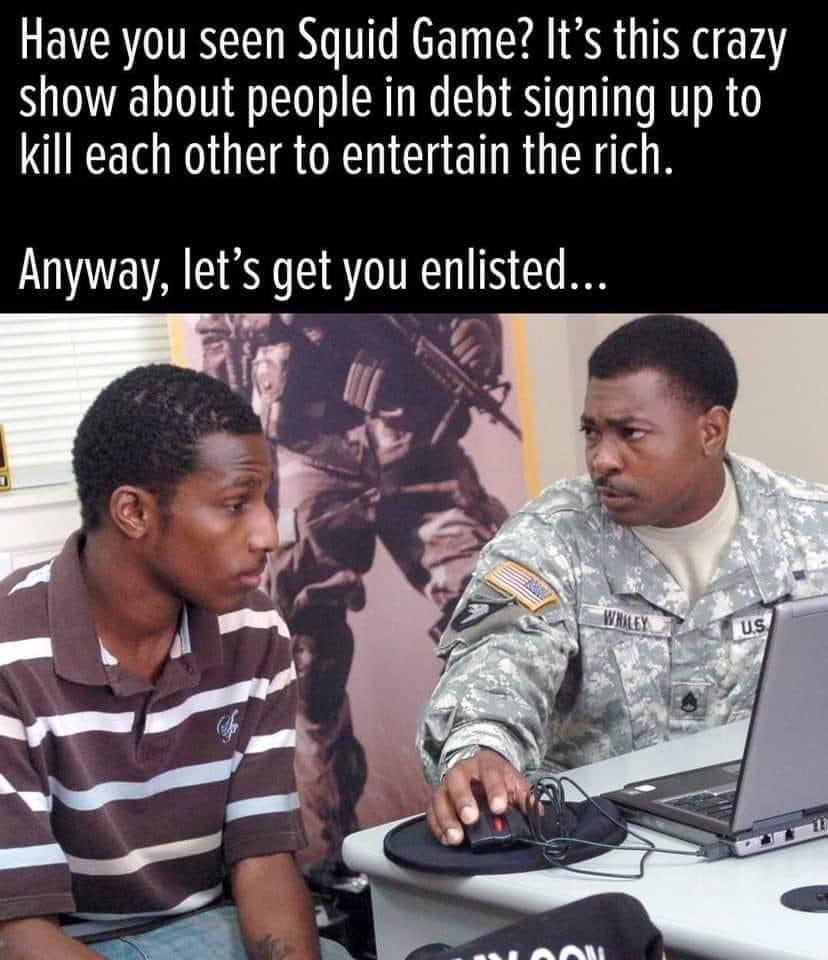 Have you seen Squid Game? It’s this crazy
show about people in debt signing up to
kill each other to entertain the rich.
Anyway, let’s get you enlisted...
WHALEY
U.S.